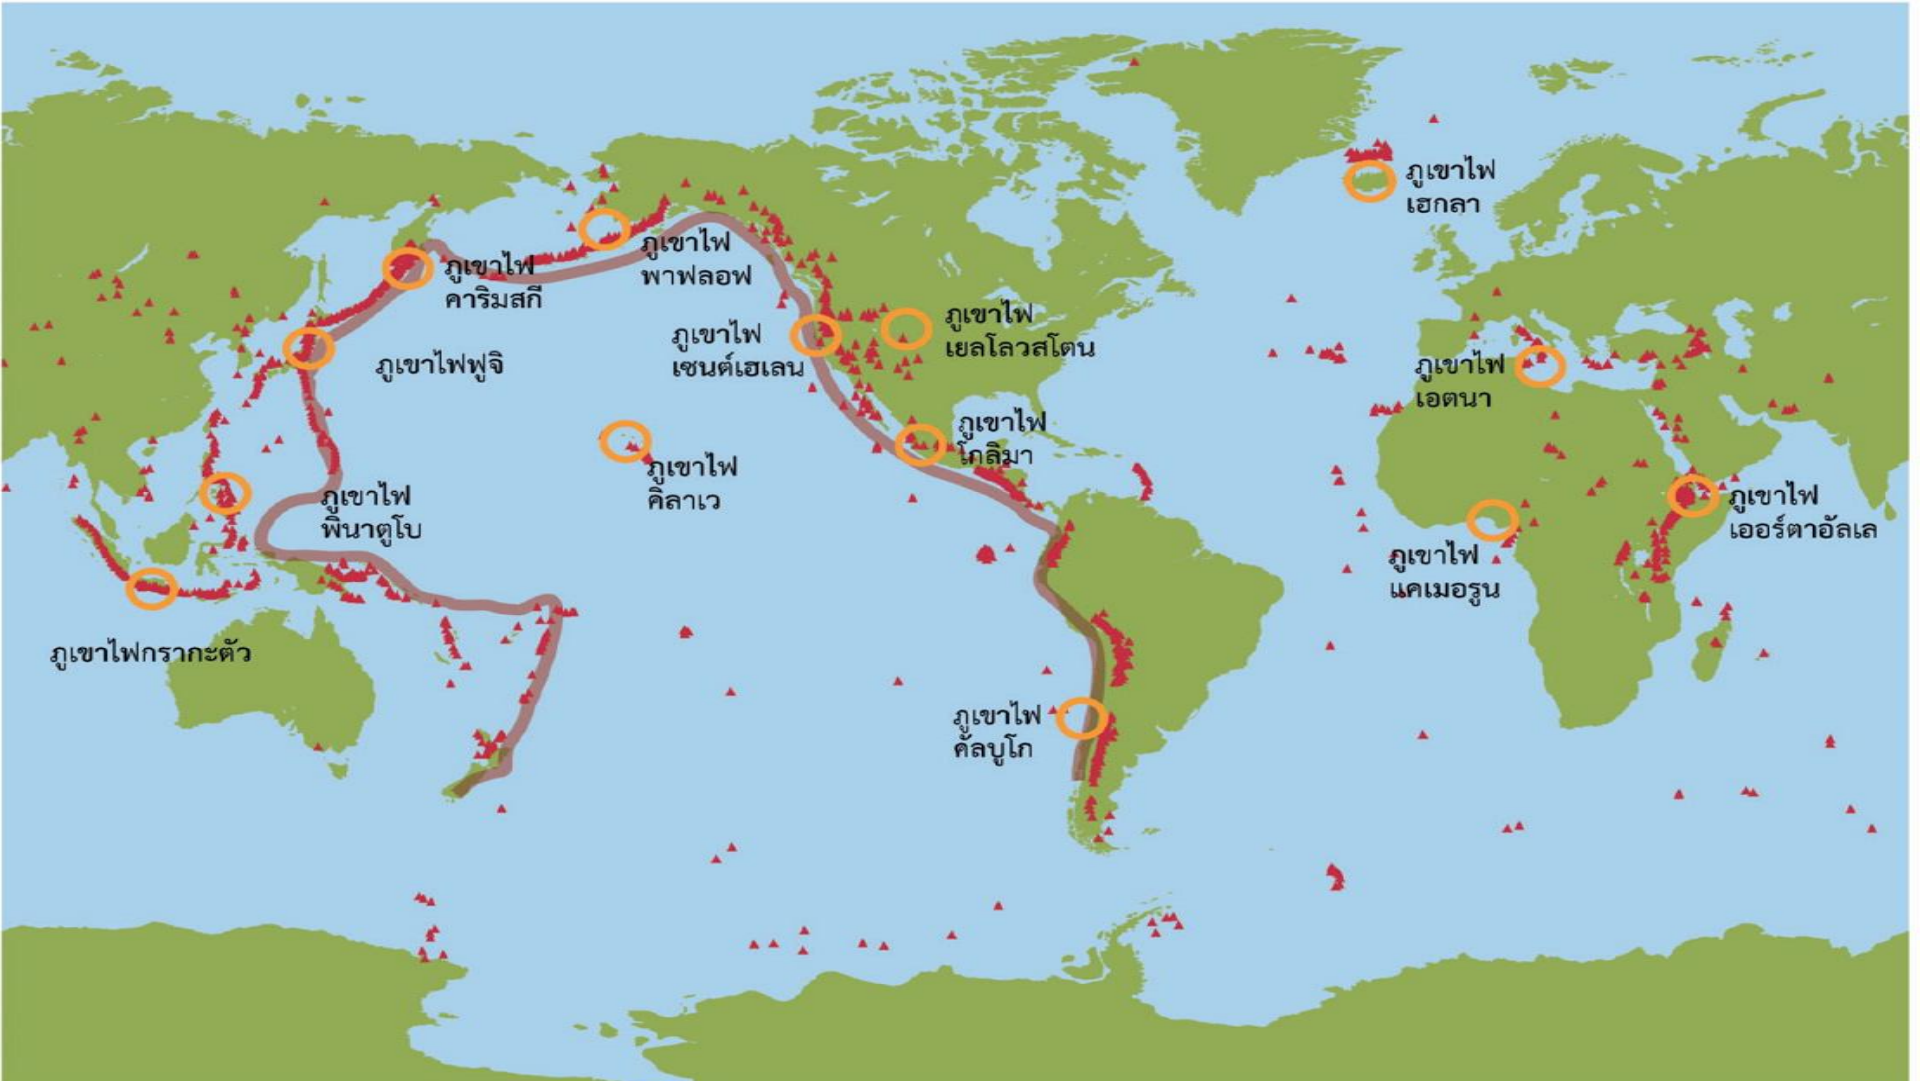 ภูเขาไฟ
เฮกลา
ภูเขาไฟ
พาฟลอฟ
ภูเขาไฟ
คาริมสกี
ภูเขาไฟ
เยลโลวสโตน
ภูเขาไฟ
เซนต์เฮเลน
ภูเขาไฟฟูจิ
ภูเขาไฟ
เอตนา
ภูเขาไฟ
โกลิมา
ภูเขาไฟ
คิลาเว
ภูเขาไฟ
พินาตูโบ
ภูเขาไฟ
เออร์ตาอัลเล
ภูเขาไฟ
แคเมอรูน
ภูเขาไฟกรากะตัว
ภูเขาไฟ
คัลบูโก